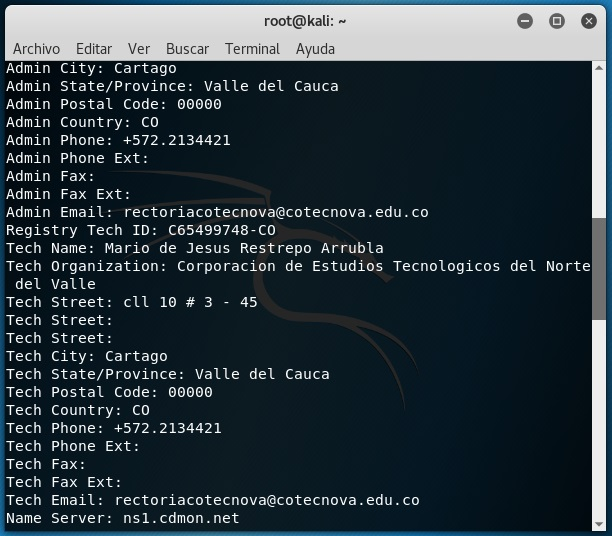 root@kali: ~
Archivo Editar Ver Buscar Terminal Ayuda
Admin City: Cartago
Admin State/Province: Valle del Cauca
Admin Postal Code: 00000
Admin Country: CO
Admin Phone: +572.2134421
Admin Phone Ext:
Admin Fax:
Admin Fax Ext:
Admin Email: rectoriacotecnova@cotecnova.edu.co
Registry Tech ID: C65499748-CO
Tech Name: Mario de Jesus Restrepo Arrubla
Tech Organization: Corporacion de Estudios Tecnologicos del Norte
del Valle
Tech Street: cll 10 # 3 - 45
Tech Street:
Tech Street:
Tech City: Cartago
Tech State/Province: Valle del Cauca
Tech Postal Code: 00000
Tech Country: CO
Tech Phone: +572.2134421
Tech Phone Ext:
Tech Fax:
Tech Fax Ext:
Tech Email: rectoriacotecnova@cotecnova.edu.co
Name Server: ns1.cdmon.net